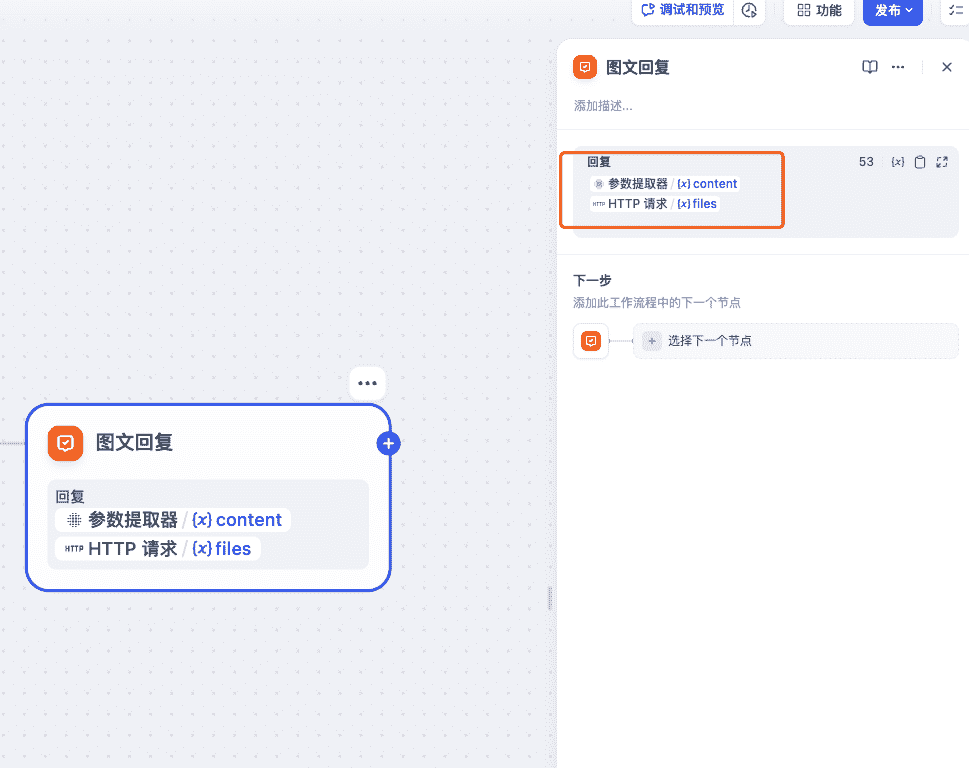 调试和预览
功能
发布
图文回复
添加描述...
回复
53
{x}
参数提取器 / {x} content
HTTP HTTP 请求 / {x} files
下一步
添加此工作流程中的下一个节点
+ 选择下一个节点
图文回复
回复
参数提取器 / {x} content
HTTP HTTP 请求 / {x} files